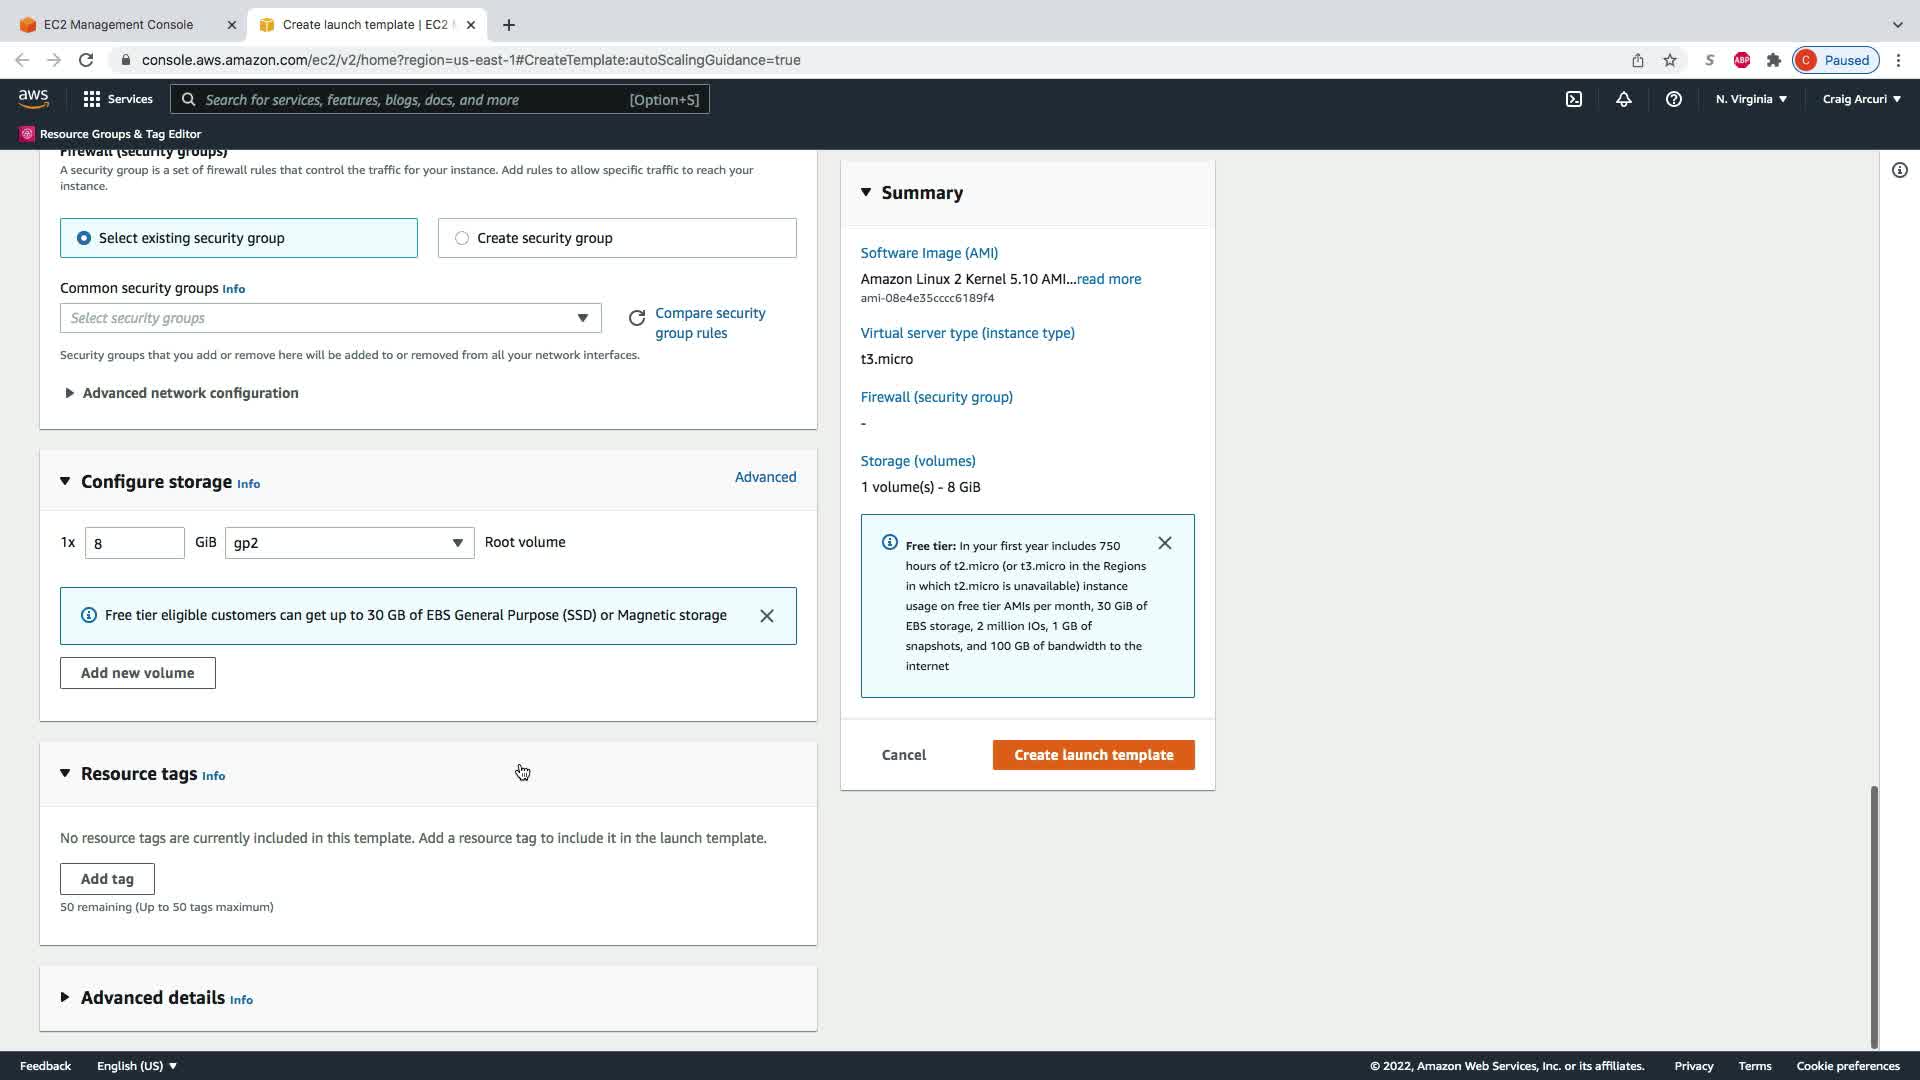 EC2 Management Console
Create launch template | EC2
console.aws.amazon.com/ec2/v2/home?region=us-east-1#CreateTemplate:autoScalingGuidance=true
S
ABP
C
Paused
aws
Services
Search for services, features, blogs, docs, and more
[Option+S]
N. Virginia
Craig Arcuri
Resource Groups & Tag Editor
Firewall (security groups)
A security group is a set of firewall rules that control the traffic for your instance. Add rules to allow specific traffic to reach your
instance.
Select existing security group
Create security group
Common security groups Info
Select security groups
Compare security
group rules
Security groups that you add or remove here will be added to or removed from all your network interfaces.
Advanced network configuration
Configure storage Info
Advanced
1x
8
GiB
gp2
Root volume
Free tier eligible customers can get up to 30 GB of EBS General Purpose (SSD) or Magnetic storage
Add new volume
Resource tags Info
No resource tags are currently included in this template. Add a resource tag to include it in the launch template.
Add tag
50 remaining (Up to 50 tags maximum)
Advanced details Info
Summary
Software Image (AMI)
Amazon Linux 2 Kernel 5.10 AMI...read more
ami-08e4e35cccc6189f4
Virtual server type (instance type)
t3.micro
Firewall (security group)
-
Storage (volumes)
1 volume(s) - 8 GiB
Free tier: In your first year includes 750
hours of t2.micro (or t3.micro in the Regions
in which t2.micro is unavailable) instance
usage on free tier AMIs per month, 30 GiB of
EBS storage, 2 million IOs, 1 GB of
snapshots, and 100 GB of bandwidth to the
internet
Cancel
Create launch template
Feedback
English (US)
© 2022, Amazon Web Services, Inc. or its affiliates.
Privacy
Terms
Cookie preferences